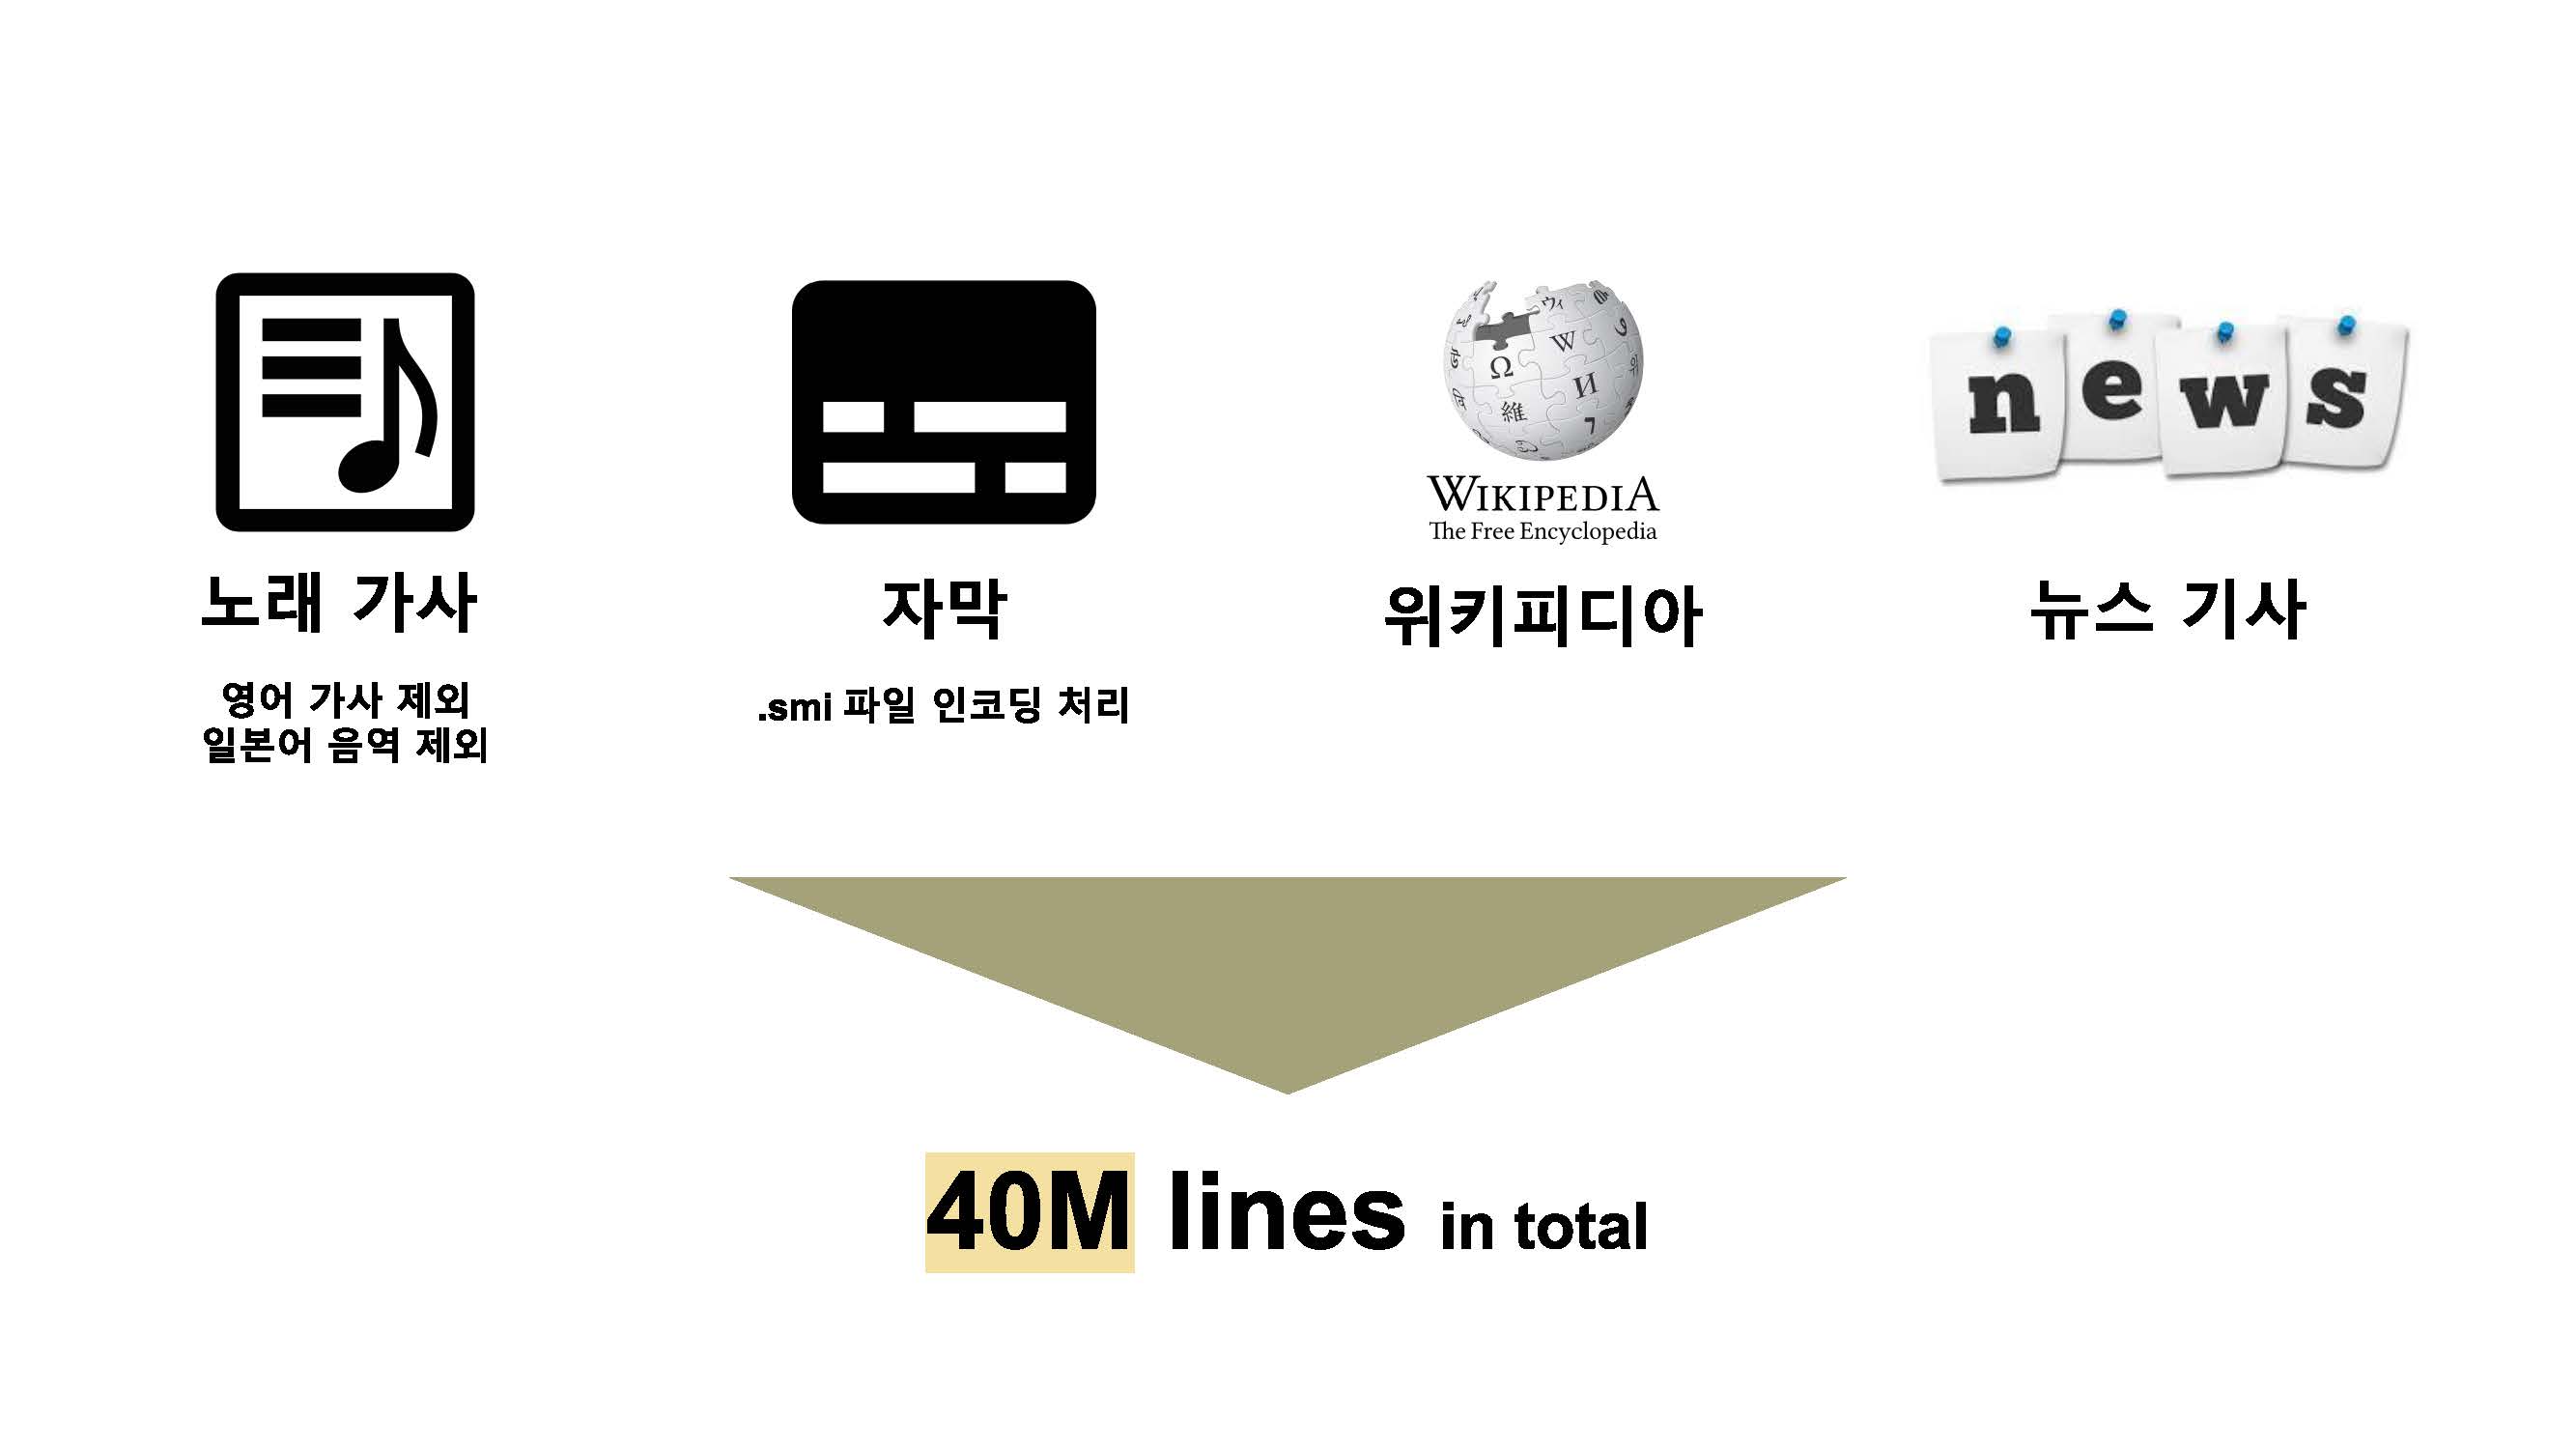 Ω
W
И
維
WIKIPEDIA
The Free Encyclopedia
news
노래 가사
자막
위키피디아
뉴스 기사
영어 가사 제외
일본어 음역 제외
.smi 파일 인코딩 처리
40M lines in total